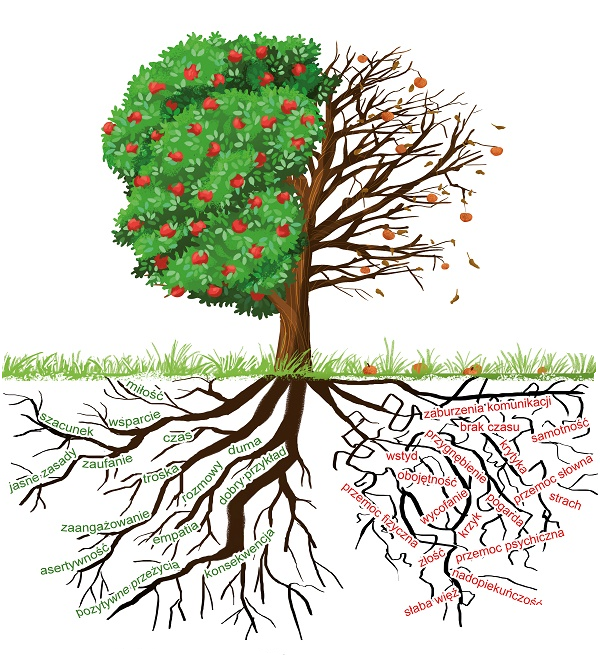 miłość
szacunek
wsparcie
czas
duma
jasne zasady
zaufanie
troska
rozmowy
dobry przykład
zaangażowanie
empatia
asertywność
konsekwencja
pozytywne przeżycia
zaburzenia komunikacji
brak czasu
samotność
przygnębienie
krytyka
wstyd
obojętność
przemoc słowna
strach
przemoc fizyczna
wycofanie
krzyk
pogarda
złość
przemoc psychiczna
nadopiekuńczość
słaba więź